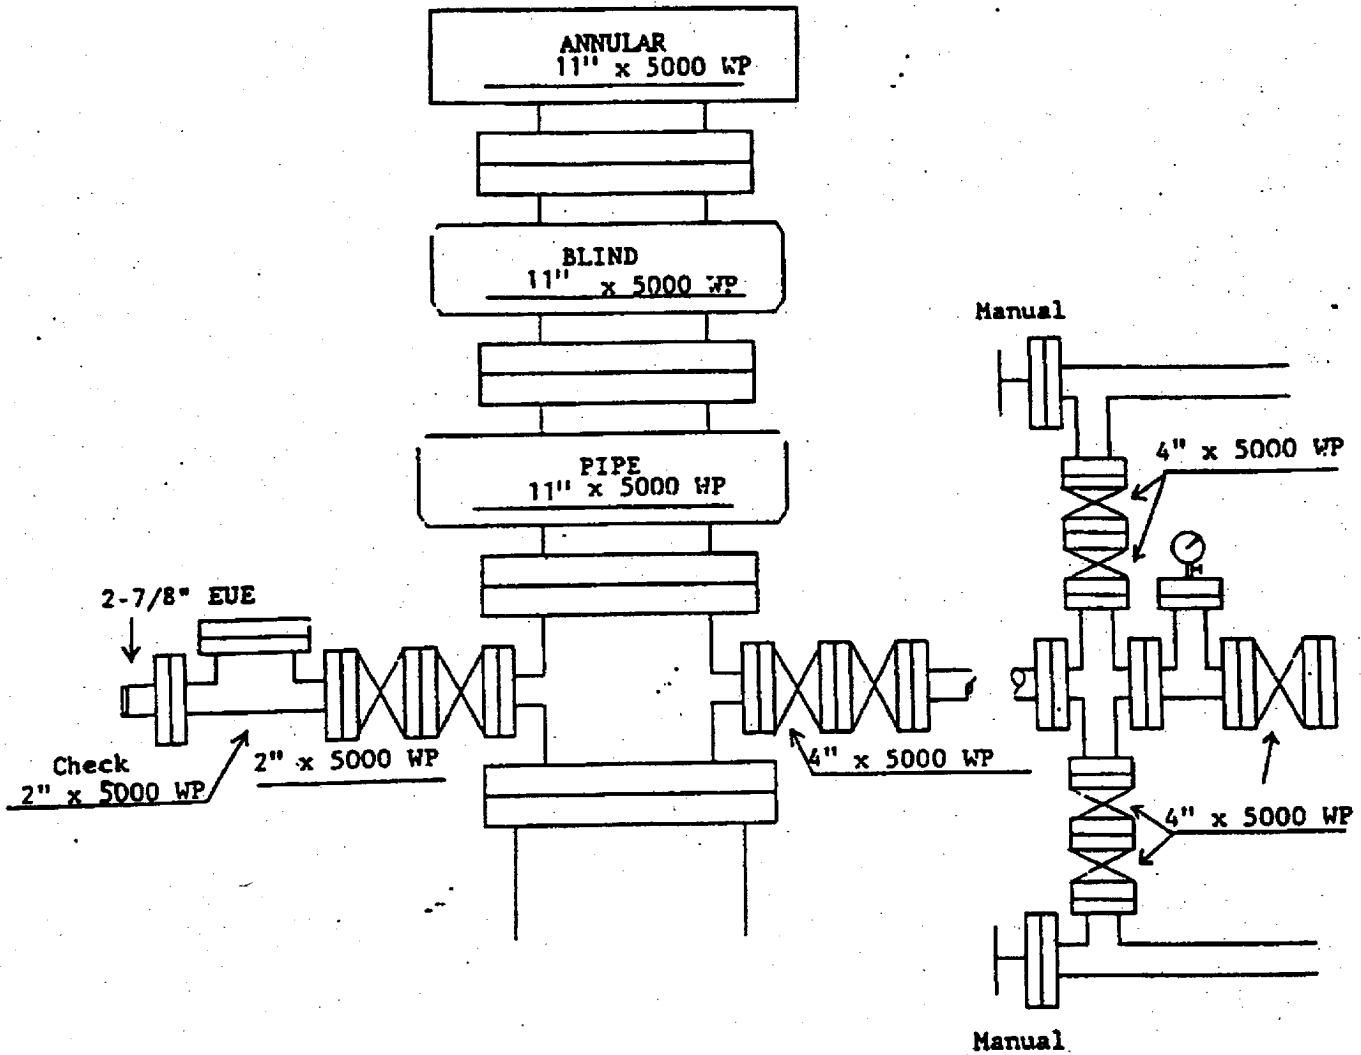 ANNULAR
11" x 5000 WP
BLIND
11" x 5000 WP
Manual
PIPE
11" x 5000 WP
4" x 5000 WP
2-7/8" EUE
Check
2" x 5000 WP
2" x 5000 WP
4" x 5000 WP
4" x 5000 WP
Manual